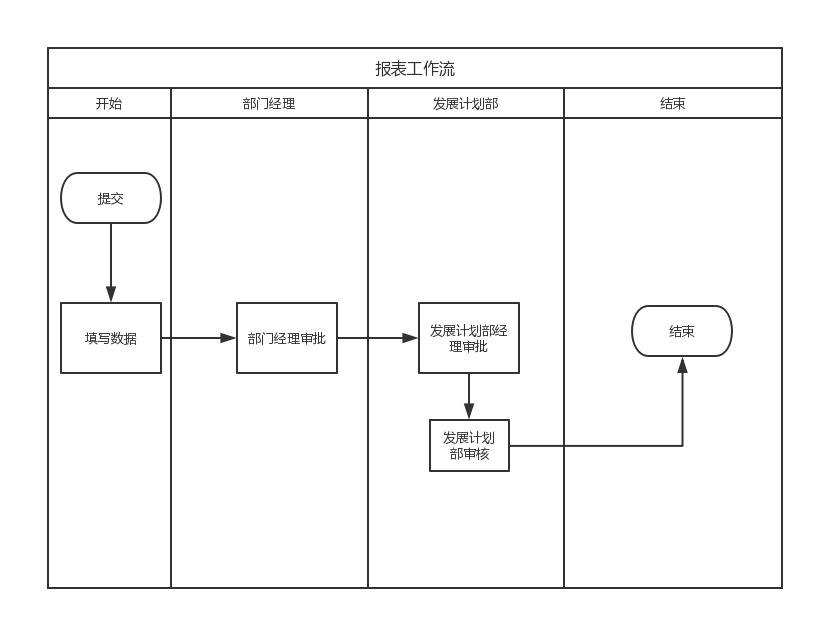 报表工作流
开始
部门经理
发展计划部
结束
提交
填写数据
部门经理审批
发展计划部经
理审批
结束
发展计划
部审核